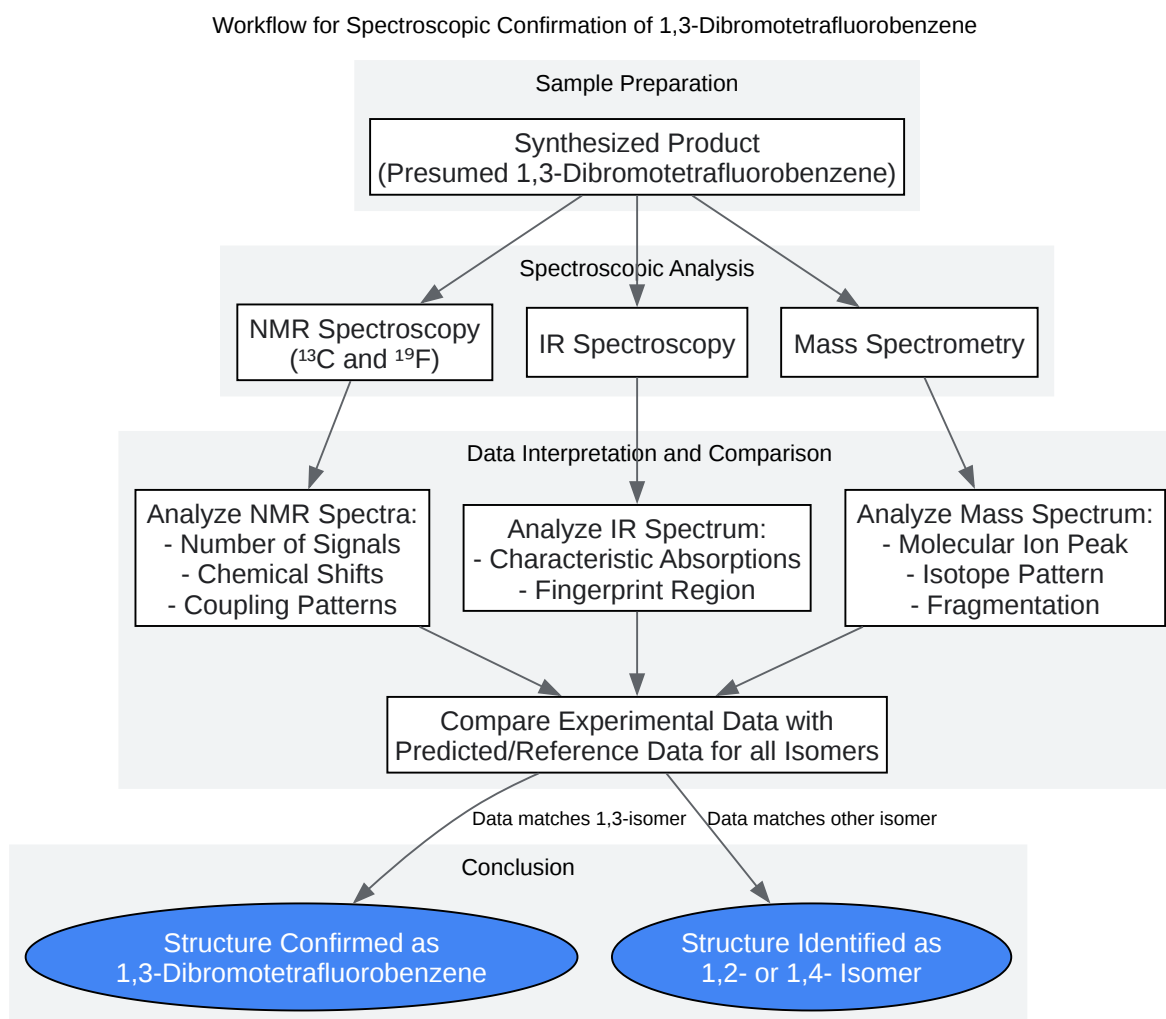 Workflow for Spectroscopic Confirmation of 1,3-Dibromotetrafluorobenzene
Sample Preparation
Synthesized Product
(Presumed 1,3-Dibromotetrafluorobenzene)
Spectroscopic Analysis
NMR Spectroscopy
(¹³C and ¹⁹F)
IR Spectroscopy
Mass Spectrometry
Data Interpretation and Comparison
Analyze NMR Spectra:
- Number of Signals
- Chemical Shifts
- Coupling Patterns
Analyze IR Spectrum:
- Characteristic Absorptions
- Fingerprint Region
Analyze Mass Spectrum:
- Molecular Ion Peak
- Isotope Pattern
- Fragmentation
Compare Experimental Data with
Predicted/Reference Data for all Isomers
Data matches 1,3-isomer
Data matches other isomer
Conclusion
Structure Confirmed as
1,3-Dibromotetrafluorobenzene
Structure Identified as
1,2- or 1,4- Isomer